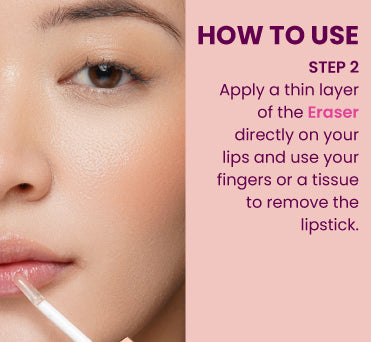 HOW TO USE
STEP 2
Apply a thin layer
of the Eraser
directly on your
lips and use your
fingers or a tissue
to remove the
lipstick.